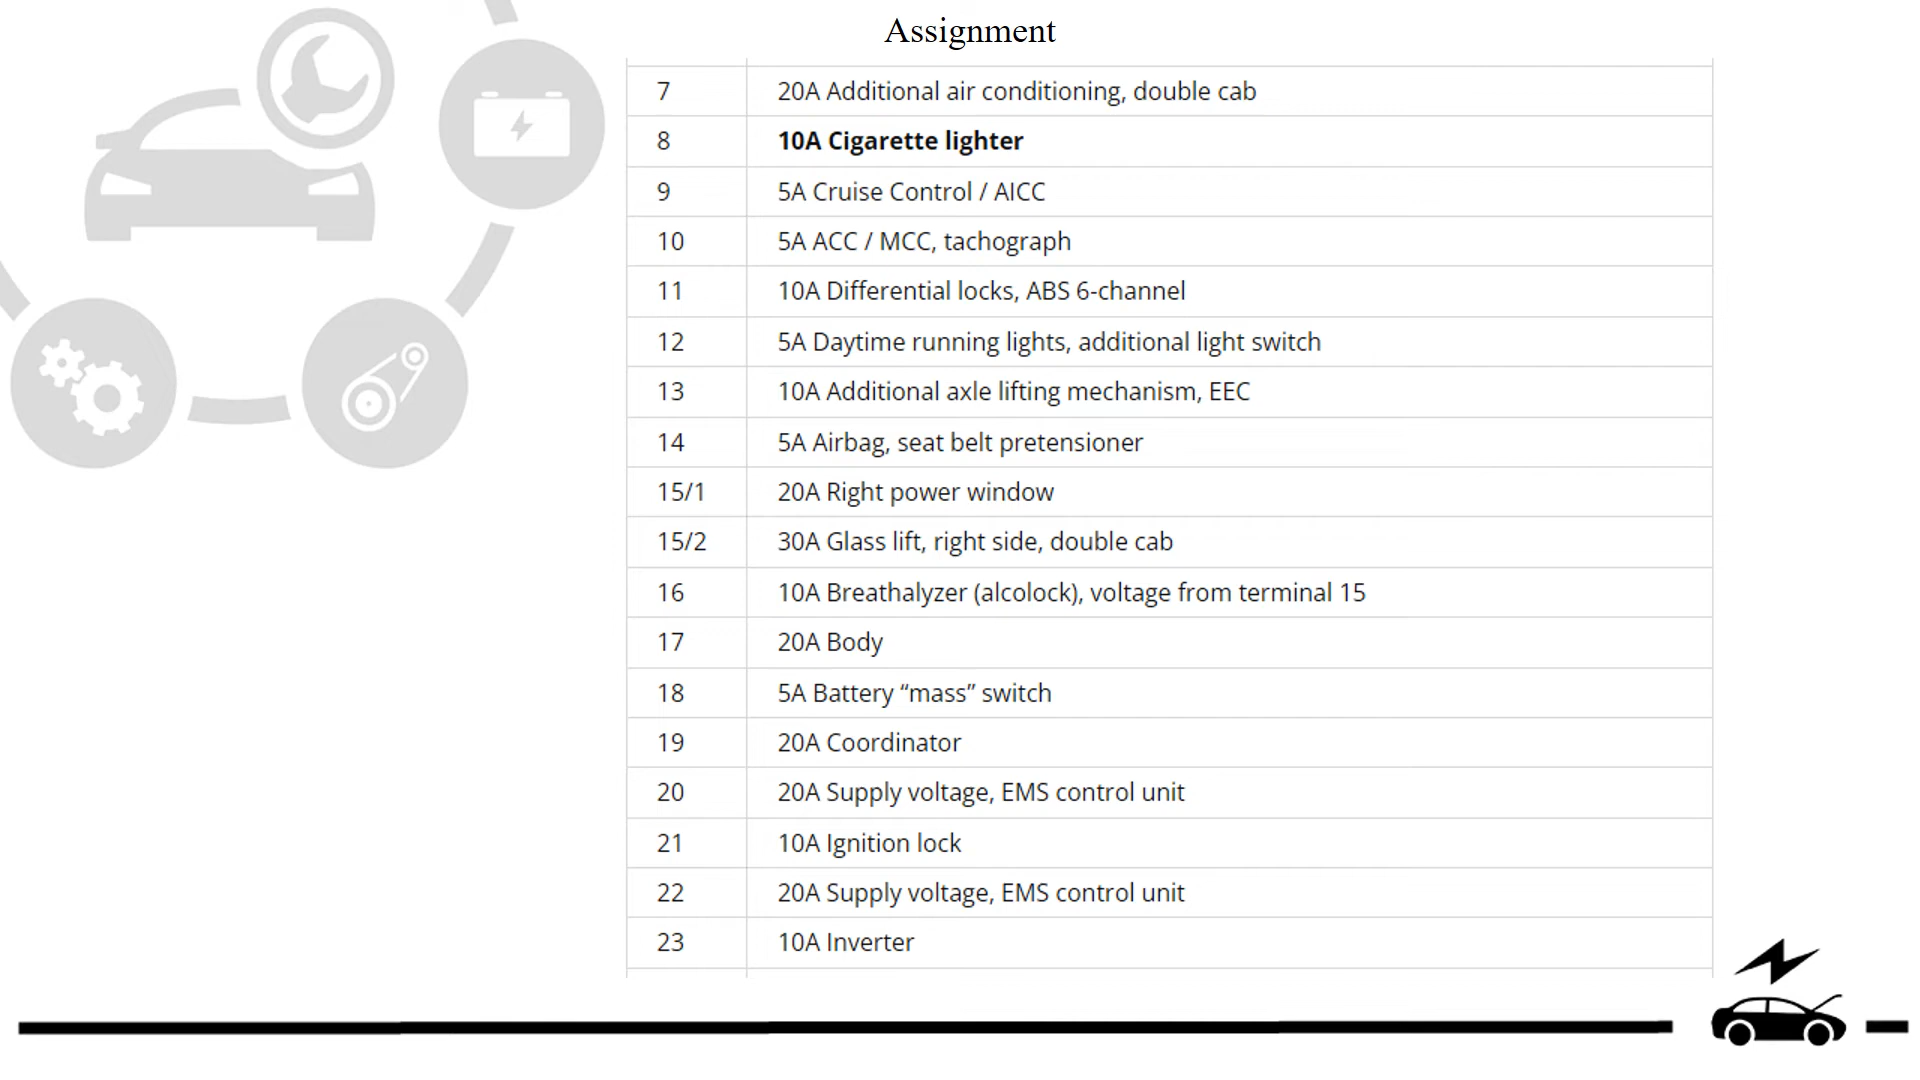 Assignment
7 20A Additional air conditioning, double cab
8 10A Cigarette lighter
9 5A Cruise Control / AICC
10 5A ACC / MCC, tachograph
11 10A Differential locks, ABS 6-channel
12 5A Daytime running lights, additional light switch
13 10A Additional axle lifting mechanism, EEC
14 5A Airbag, seat belt pretensioner
15/1 20A Right power window
15/2 30A Glass lift, right side, double cab
16 10A Breathalyzer (alcolock), voltage from terminal 15
17 20A Body
18 5A Battery “mass” switch
19 20A Coordinator
20 20A Supply voltage, EMS control unit
21 10A Ignition lock
22 20A Supply voltage, EMS control unit
23 10A Inverter